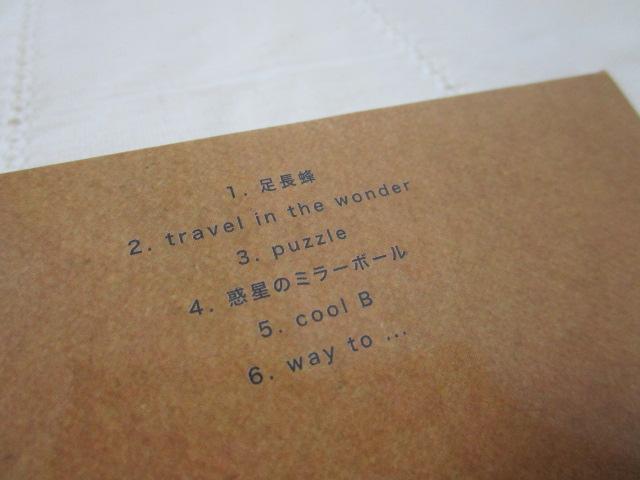 1. 足長蜂
2. travel in the wonder
3. puzzle
4. 惑星のミラーボール
5. cool B
6. way to ...